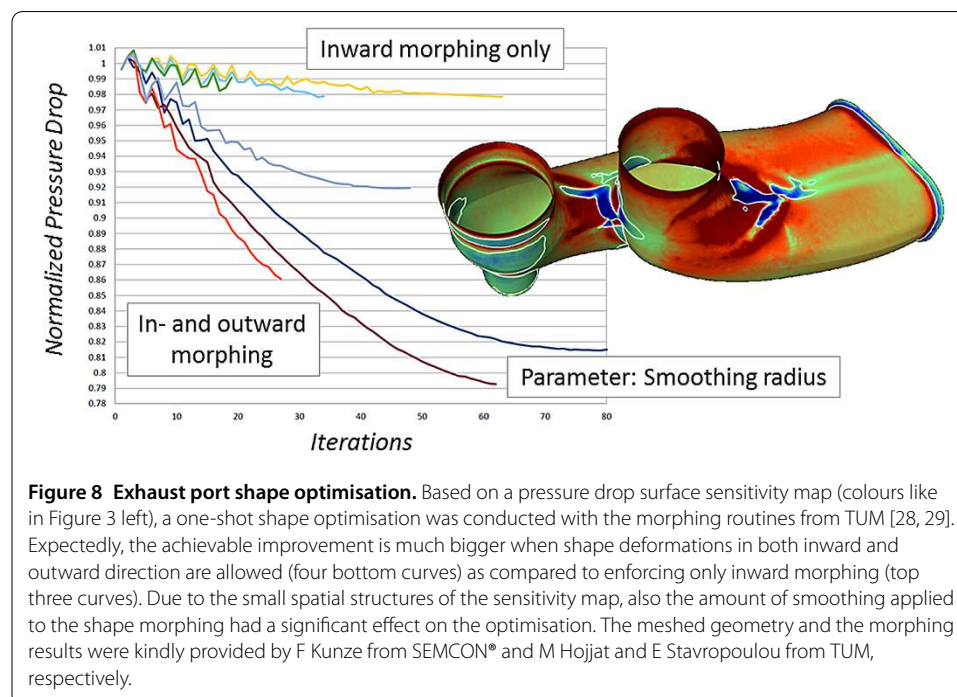 Inward morphing only
Normalized Pressure Drop
1.01
1
0.99
0.98
0.97
0.96
0.95
0.94
0.93
0.92
0.91
0.9
0.89
0.88
0.87
0.86
0.85
0.84
0.83
0.82
0.81
0.8
0.79
0.78
In- and outward
morphing
Parameter: Smoothing radius
0
10
20
30
40
50
60
70
80
Iterations
Figure 8 Exhaust port shape optimisation. Based on a pressure drop surface sensitivity map (colours like
in Figure 3 left), a one-shot shape optimisation was conducted with the morphing routines from TUM [28, 29].
Expectedly, the achievable improvement is much bigger when shape deformations in both inward and
outward direction are allowed (four bottom curves) as compared to enforcing only inward morphing (top
three curves). Due to the small spatial structures of the sensitivity map, also the amount of smoothing applied
to the shape morphing had a significant effect on the optimisation. The meshed geometry and the morphing
results were kindly provided by F Kunze from SEMCON® and M Hojjat and E Stavropoulou from TUM,
respectively.